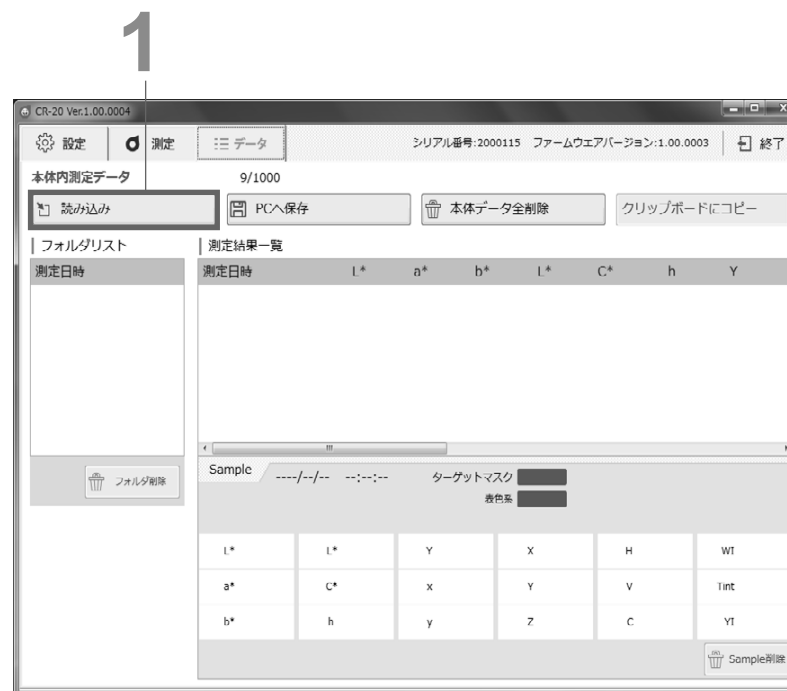 1
CR-20 Ver.1.00.0004
設定 測定 データ シリアル番号:2000115 ファームウエアバージョン:1.00.0003 終了
本体内測定データ 9/1000
読み込み PCへ保存 本体データ全削除 クリップボードにコピー
フォルダリスト 測定結果一覧
測定日時 測定日時 L* a* b* L* C* h Y
フォルダ削除
Sample ----/--/-- --:--:-- ターゲットマスク
表色系
L* L* Y X H WI
a* C* x Y V Tint
b* h y Z C YI
Sample削除